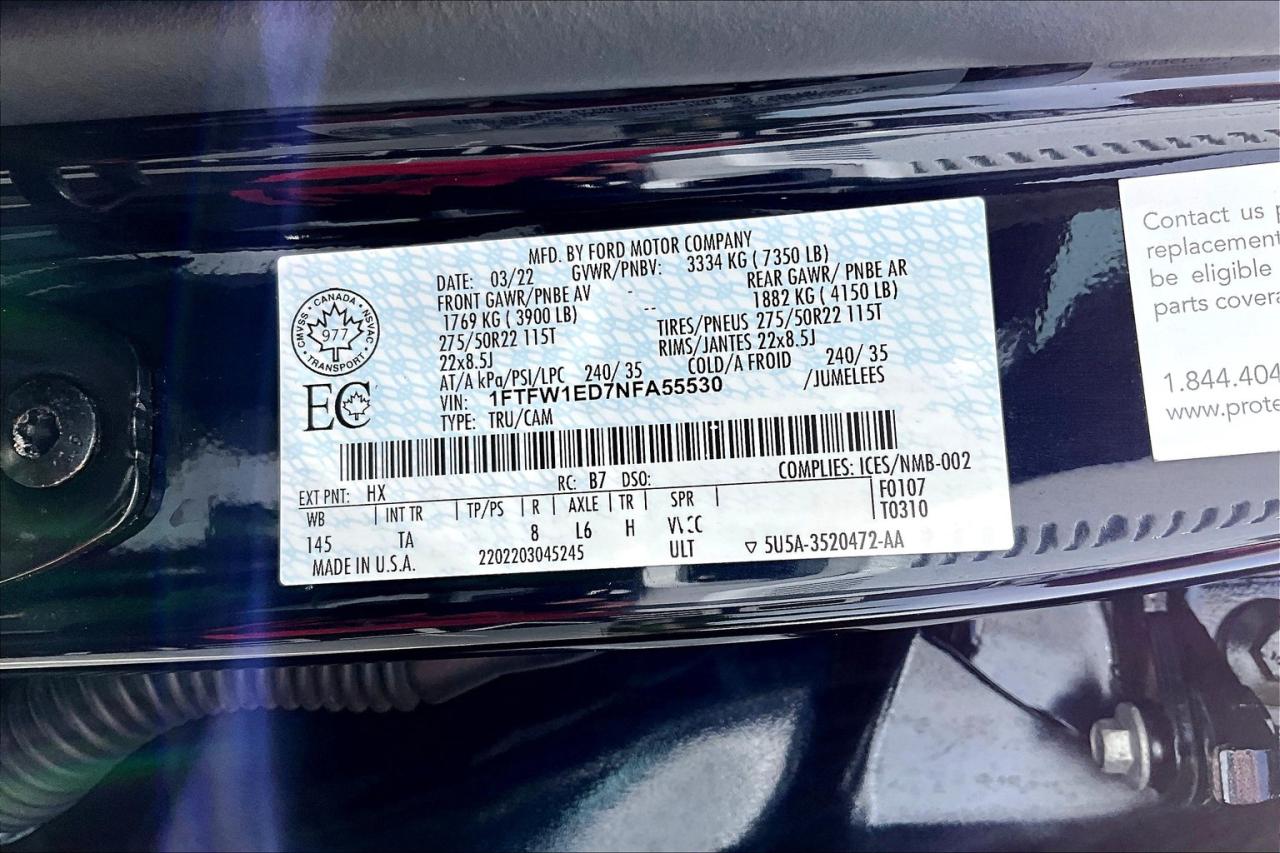 MFD. BY FORD MOTOR COMPANY
DATE: 03/22 GVWR/PNBV: 3334 KG ( 7350 LB)
FRONT GAWR/PNBE AV - REAR GAWR/ PNBE AR
1769 KG ( 3900 LB) -- 1882 KG ( 4150 LB)
275/50R22 115T TIRES/PNEUS 275/50R22 115T
22x8.5J RIMS/JANTES 22x8.5J
AT/A kPa/PSI/LPC 240/ 35 COLD/A FROID 240/ 35
VIN: 1FTFW1ED7NFA55530 /JUMELEES
TYPE: TRU/CAM
CANADA
CMVSS • NSVAC
977
TRANSPORT
EC
COMPLIES: ICES/NMB-002
EXT PNT: HX RC: B7 DSO:
WB | INT TR | TP/PS | R | AXLE | TR | SPR | F0107
145 TA 8 L6 H T0310
MADE IN U.S.A. 2202203045245 ULT ▽ 5U5A-3520472-AA
Contact us
replacement
be eligible
parts
1.844.404
www.